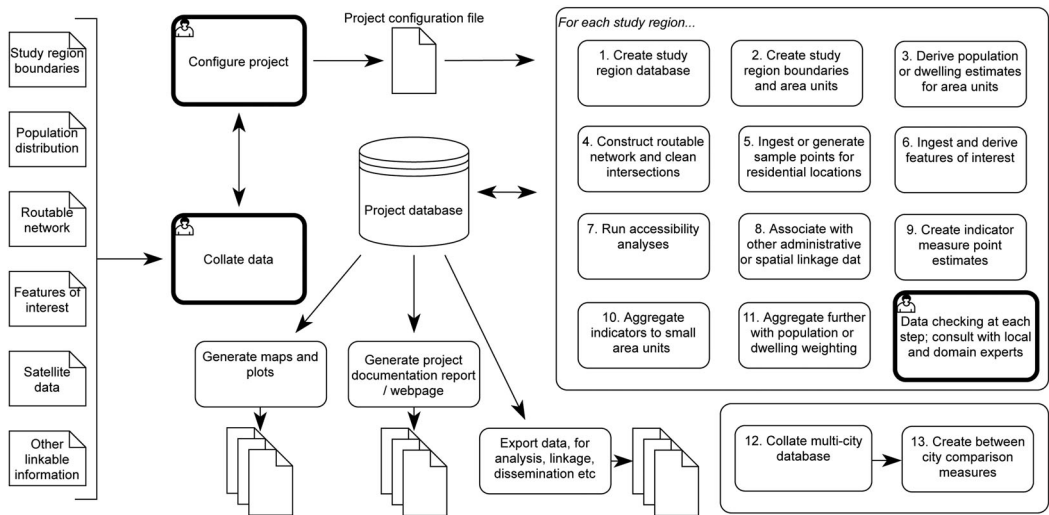 Study region
boundaries
Population
distribution
Routable
network
Features of
interest
Satellite
data
Other
linkable
information
Configure project
Collate data
Project configuration file
Project database
Generate maps and
plots
Generate project
documentation report
/ webpage
Export data, for
analysis, linkage,
dissemination etc
For each study region...
1. Create study
region database
2. Create study
region boundaries
and area units
3. Derive population
or dwelling estimates
for area units
4. Construct routable
network and clean
intersections
5. Ingest or generate
sample points for
residential locations
6. Ingest and derive
features of interest
7. Run accessibility
analyses
8. Associate with
other administrative
or spatial linkage dat
9. Create indicator
measure point
estimates
10. Aggregate
indicators to small
area units
11. Aggregate further
with population or
dwelling weighting
Data checking at each
step; consult with local
and domain experts
12. Collate multi-city
database
13. Create between
city comparison
measures